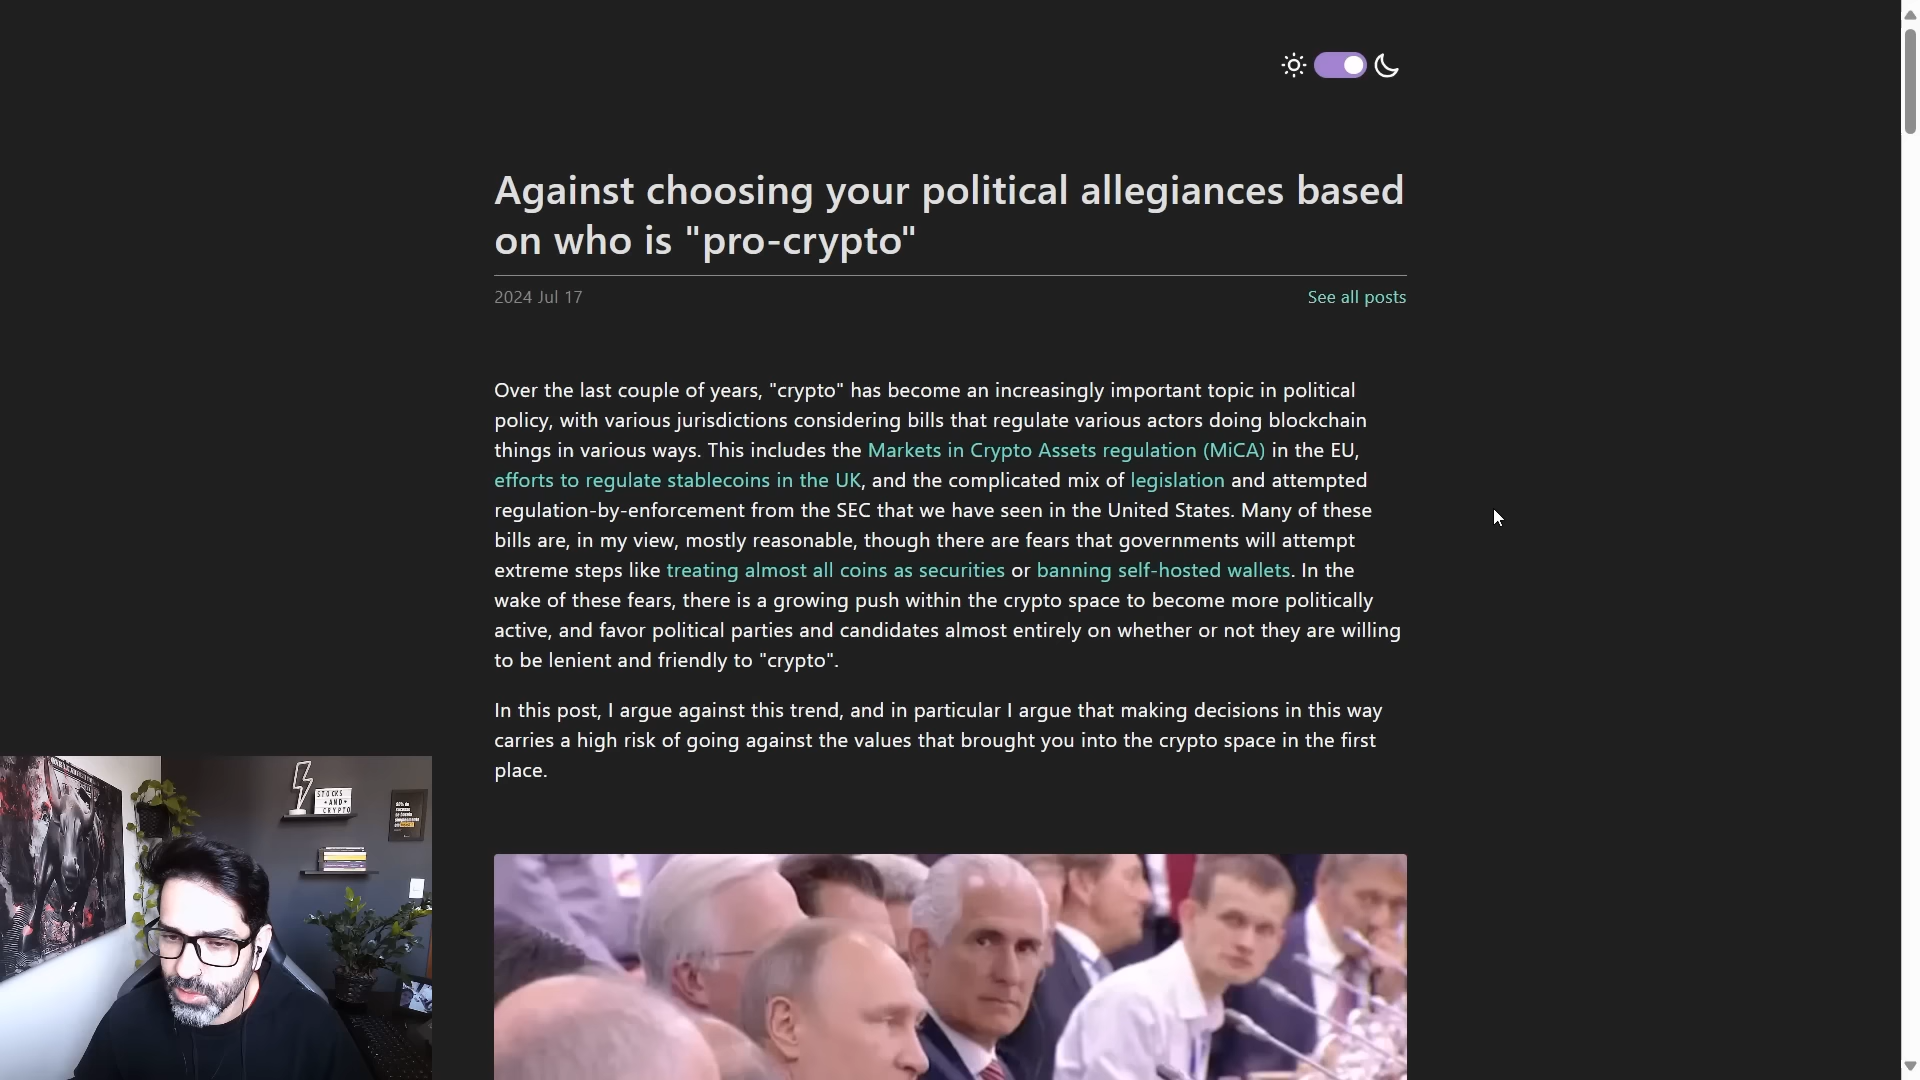 Against choosing your political allegiances based
on who is "pro-crypto"
2024 Jul 17
See all posts
Over the last couple of years, "crypto" has become an increasingly important topic in political
policy, with various jurisdictions considering bills that regulate various actors doing blockchain
things in various ways. This includes the Markets in Crypto Assets regulation (MiCA) in the EU,
efforts to regulate stablecoins in the UK, and the complicated mix of legislation and attempted
regulation-by-enforcement from the SEC that we have seen in the United States. Many of these
bills are, in my view, mostly reasonable, though there are fears that governments will attempt
extreme steps like treating almost all coins as securities or banning self-hosted wallets. In the
wake of these fears, there is a growing push within the crypto space to become more politically
active, and favor political parties and candidates almost entirely on whether or not they are willing
to be lenient and friendly to "crypto".
In this post, I argue against this trend, and in particular I argue that making decisions in this way
carries a high risk of going against the values that brought you into the crypto space in the first
place.
STOCKS
+AND+
CRYPTO